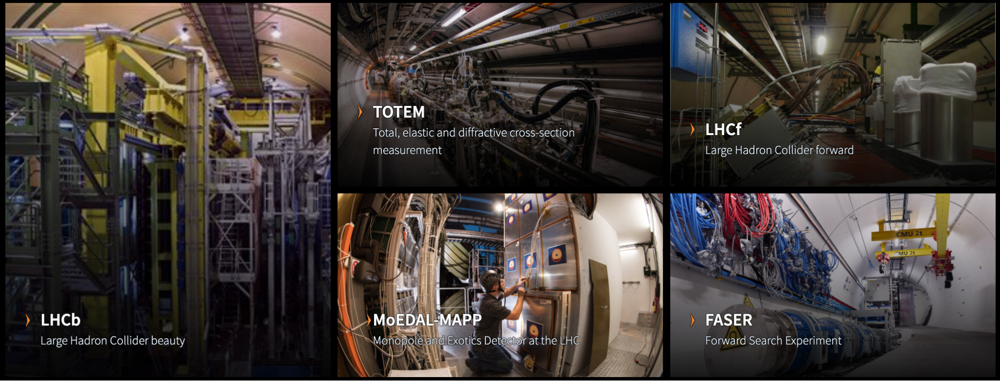 LHCb
Large Hadron Collider beauty
TOTEM
Total, elastic and diffractive cross-section
measurement
LHCf
Large Hadron Collider forward
MoEDAL-MAPP
Monopole and Exotics Detector at the LHC
CMU 2t
CMU 2t
FASER
Forward Search Experiment